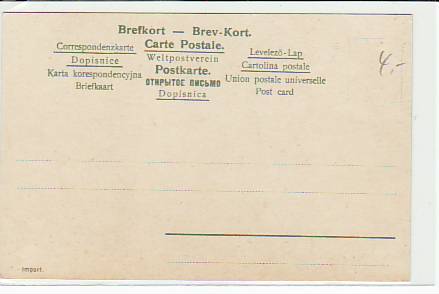 Brefkort — Brev-Kort.
Correspondenzkarte Carte Postale. Levelező-Lap
Dopisnice Weltpostverein Cartolina postale
Karta korespondencyjna Postkarte. Union postale universelle
Briefkaart ОТКРЫТОЕ ПИСЬМО Post card
Dopisnica
4,-
Import.